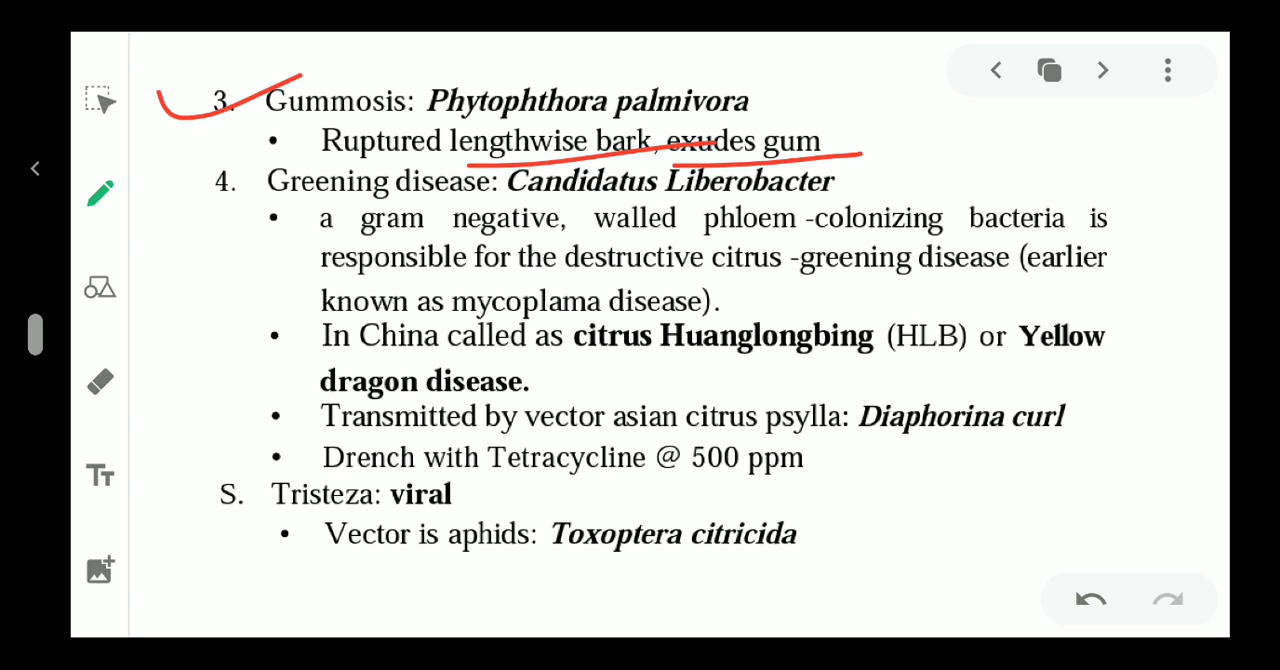 3. Gummosis: Phytophthora palmivora
• Ruptured lengthwise bark, exudes gum
4. Greening disease: Candidatus Liberobacter
• a gram negative, walled phloem -colonizing bacteria is
responsible for the destructive citrus -greening disease (earlier
known as mycoplama disease).
• In China called as citrus Huanglongbing (HLB) or Yellow
dragon disease.
• Transmitted by vector asian citrus psylla: Diaphorina curl
• Drench with Tetracycline @ 500 ppm
S. Tristeza: viral
• Vector is aphids: Toxoptera citricida
TT